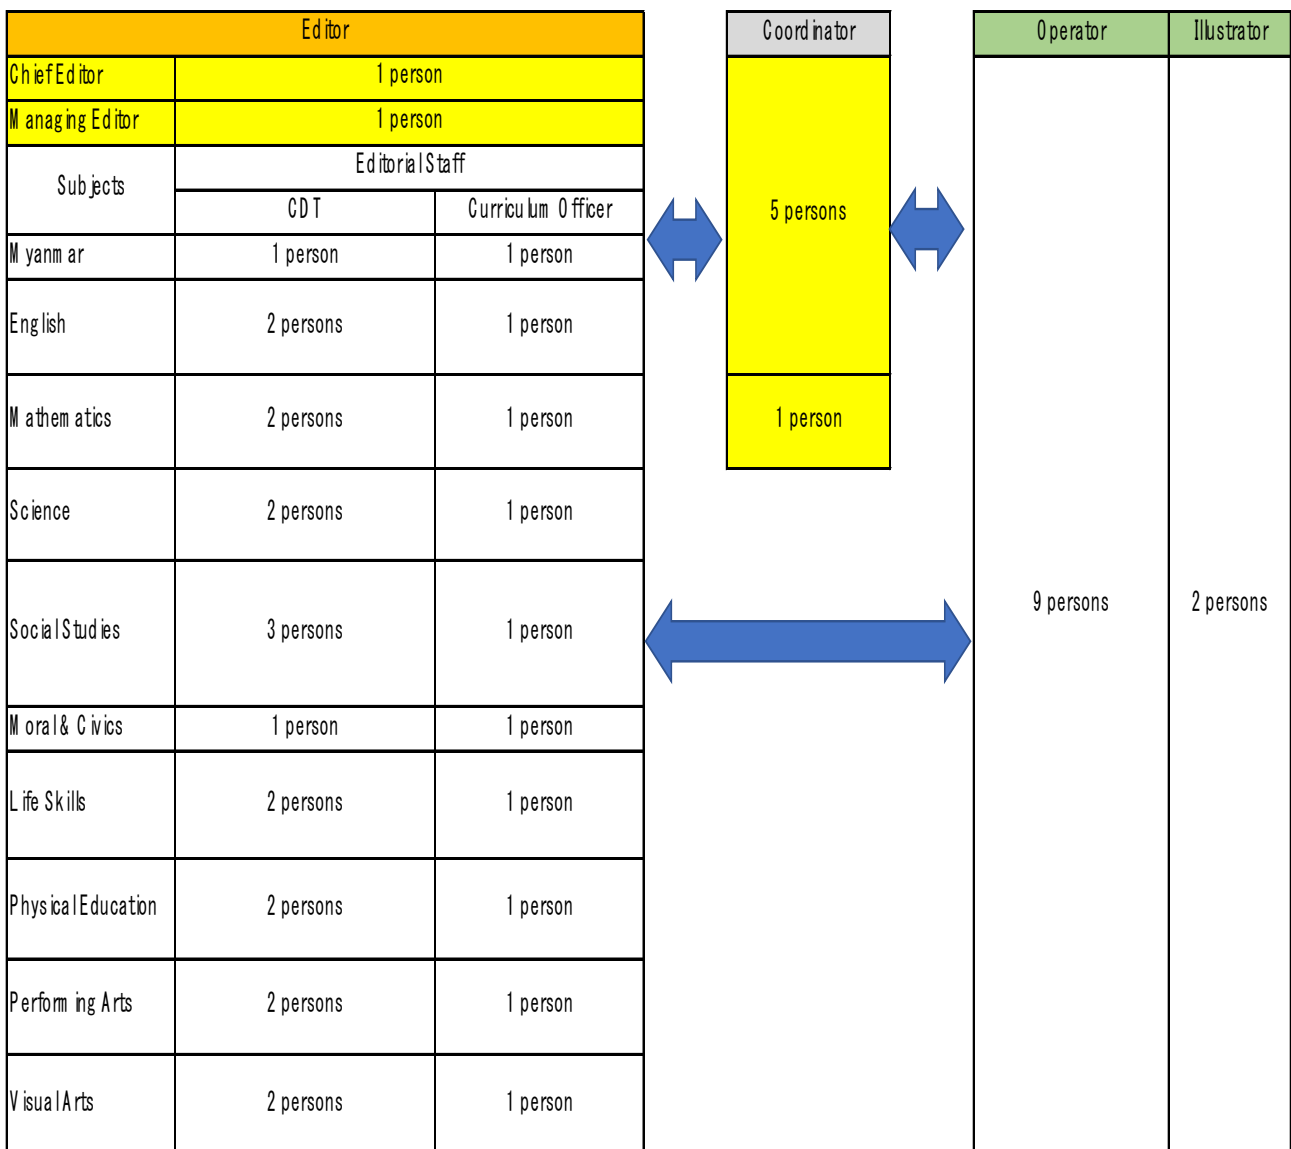 Editor
Coordinator
Operator
Illustrator
Chief Editor
1 person
Managing Editor
1 person
Subjects
Editorial Staff
CDT
Curriculum Officer
5 persons
Myanmar
1 person
1 person
English
2 persons
1 person
Mathematics
2 persons
1 person
1 person
Science
2 persons
1 person
Social Studies
3 persons
1 person
9 persons
2 persons
Moral & Civics
1 person
1 person
Life Skills
2 persons
1 person
Physical Education
2 persons
1 person
Performing Arts
2 persons
1 person
Visual Arts
2 persons
1 person